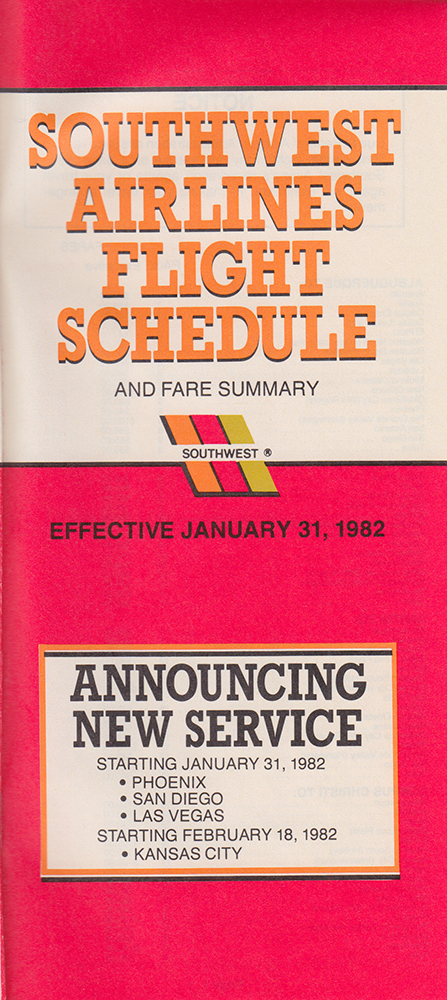 SOUTHWEST
AIRLINES
FLIGHT
SCHEDULE
AND FARE SUMMARY
SOUTHWEST ®
EFFECTIVE JANUARY 31, 1982
ANNOUNCING
NEW SERVICE
STARTING JANUARY 31, 1982
• PHOENIX
• SAN DIEGO
• LAS VEGAS
STARTING FEBRUARY 18, 1982
• KANSAS CITY